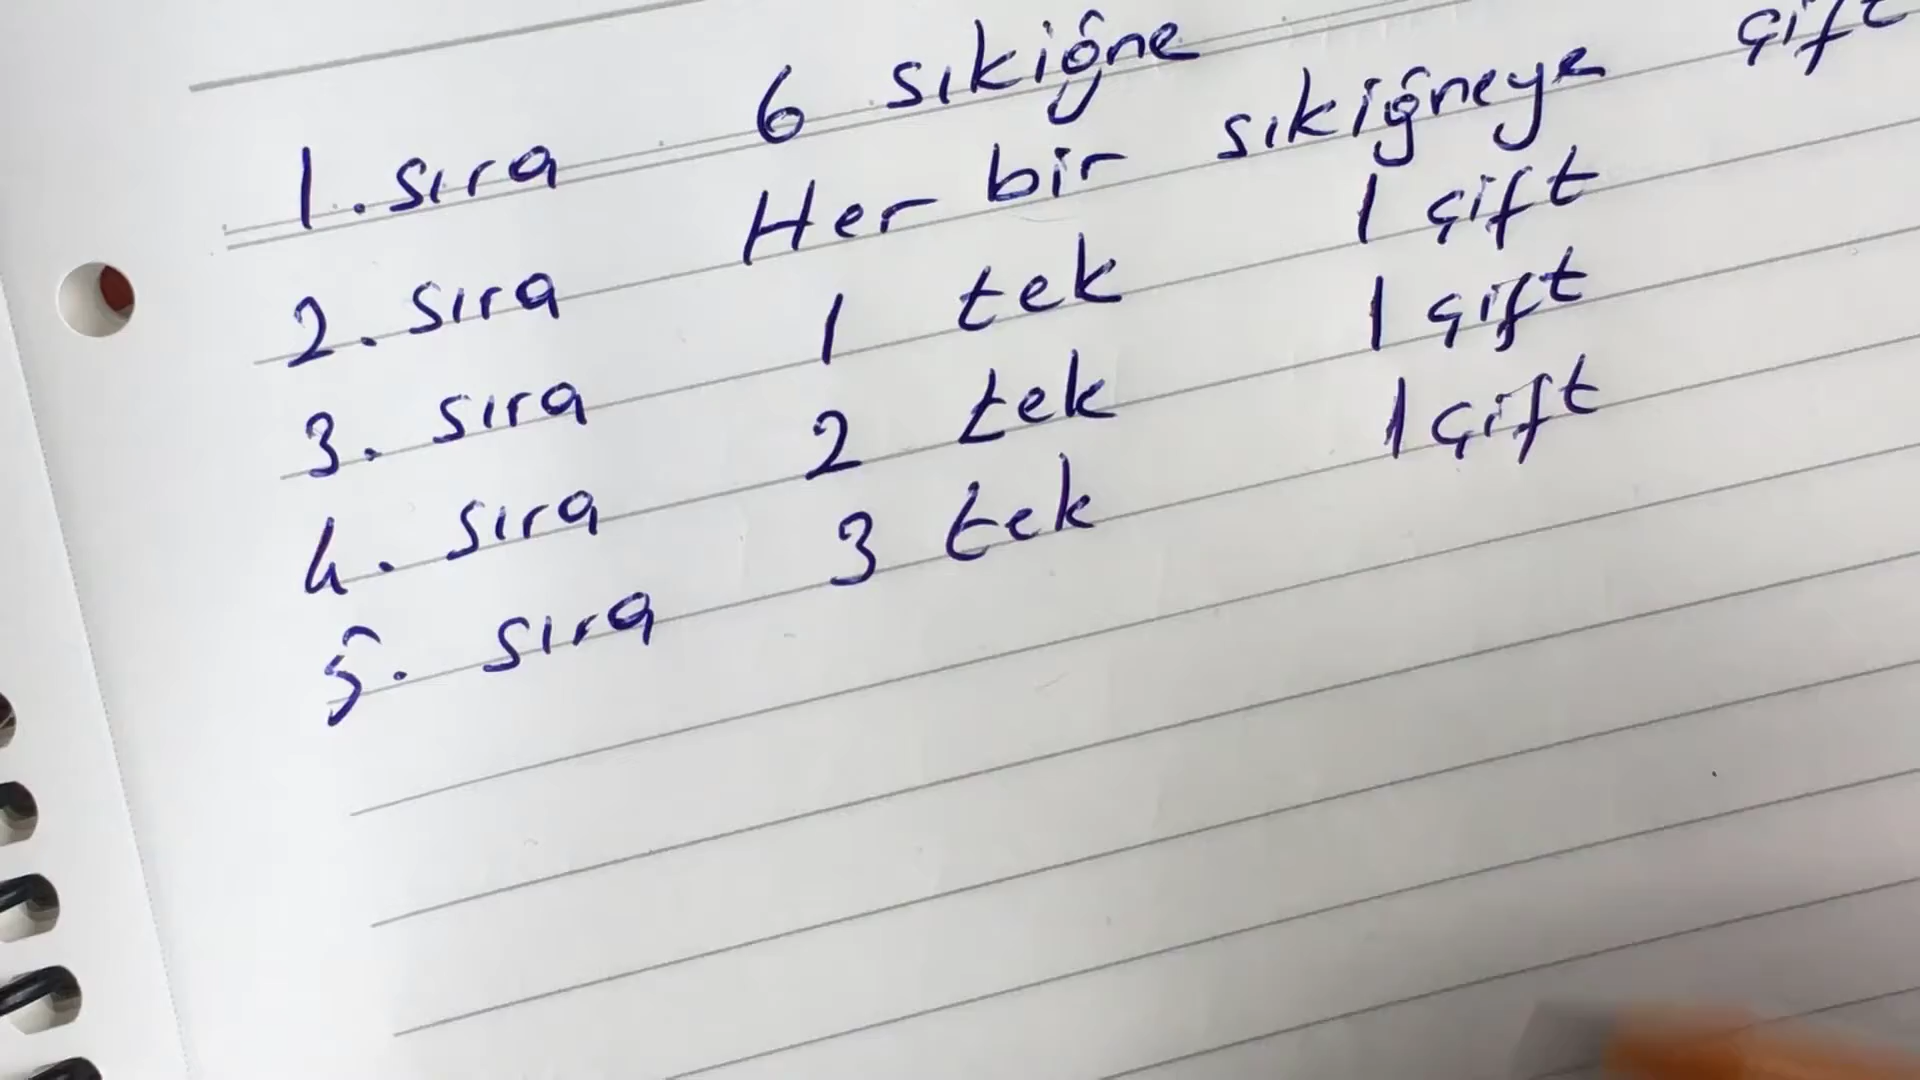 1. sıra 6 sıkiğne
2. sıra Her bir sıkiğneye çift
3. sıra 1 tek 1 çift
4. sıra 2 tek 1 çift
5. sıra 3 tek 1 çift